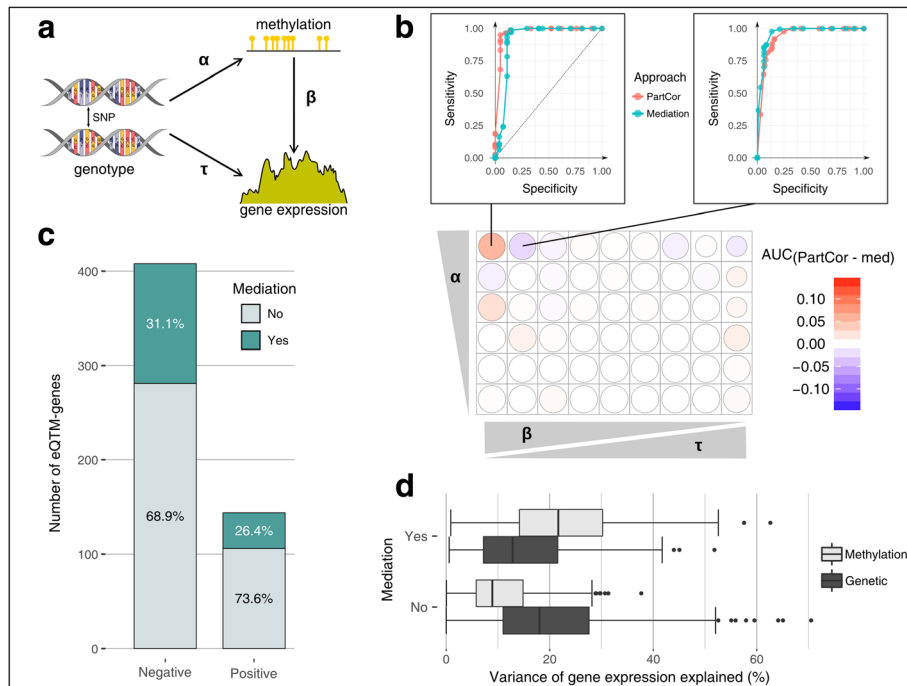 a
methylation
α
β
SNP
genotype
τ
gene expression
b
1.00
0.75
0.50
0.25
0.00
Sensitivity
0.00 0.25 0.50 0.75 1.00
Specificity
Approach
PartCor
Mediation
1.00
0.75
0.50
0.25
0.00
Sensitivity
0.00 0.25 0.50 0.75 1.00
Specificity
α
β
τ
AUC(PartCor - med)
0.10
0.05
0.00
−0.05
−0.10
c
Number of eQTM-genes
400
300
200
100
0
Mediation
No
Yes
31.1%
68.9%
26.4%
73.6%
Negative Positive
d
Mediation
Yes
No
0 20 40 60
Variance of gene expression explained (%)
Methylation
Genetic